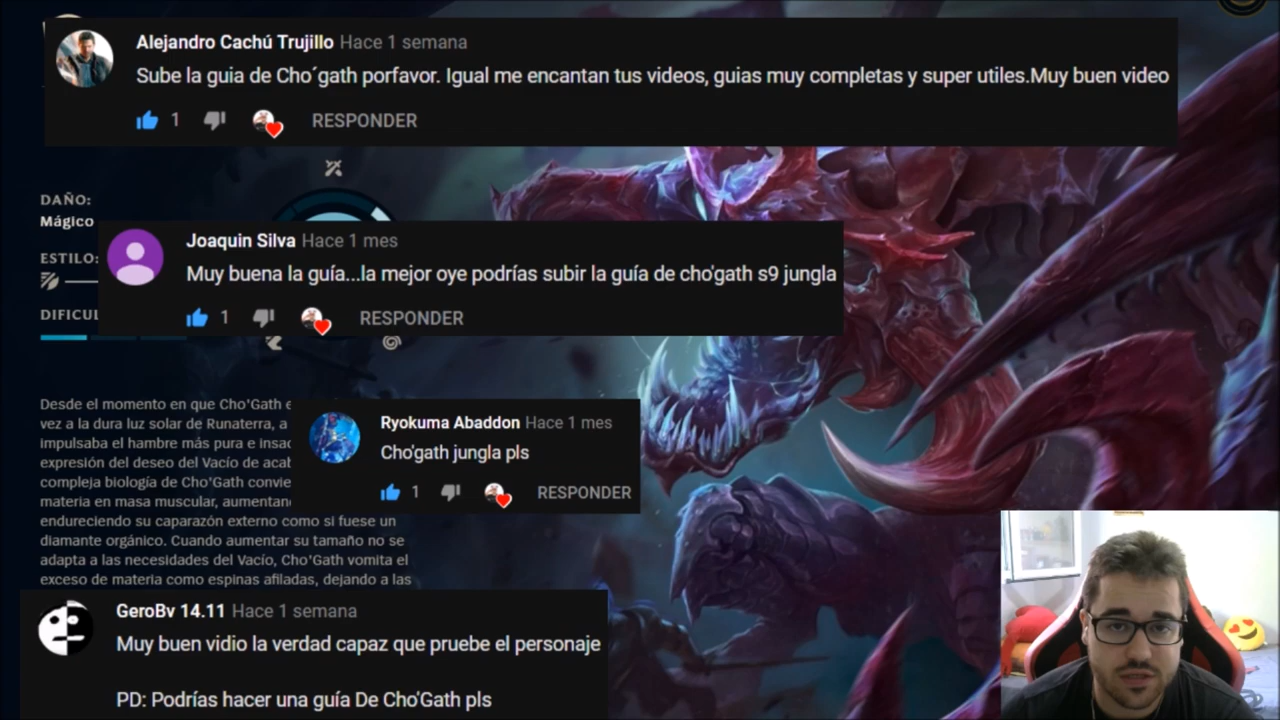 Alejandro Cachú Trujillo Hace 1 semana
Sube la guia de Cho´gath porfavor. Igual me encantan tus videos, guias muy completas y super utiles.Muy buen video
1 RESPONDER
DAÑO:
Mágico
ESTILO:
DIFICUL
Joaquin Silva Hace 1 mes
Muy buena la guía...la mejor oye podrías subir la guía de cho'gath s9 jungla
1 RESPONDER
Desde el momento en que Cho'Gath e
vez a la dura luz solar de Runaterra, a
impulsaba el hambre más pura e insac
expresión del deseo del Vacío de acab
compleja biología de Cho'Gath convie
materia en masa muscular, aumentand
endureciendo su caparazón externo como si fuese un
diamante orgánico. Cuando aumentar su tamaño no se
adapta a las necesidades del Vacío, Cho'Gath vomita el
exceso de materia como espinas afiladas, dejando a las
Ryokuma Abaddon Hace 1 mes
Cho'gath jungla pls
1 RESPONDER
GeroBv 14.11 Hace 1 semana
Muy buen vidio la verdad capaz que pruebe el personaje
PD: Podrías hacer una guía De Cho'Gath pls